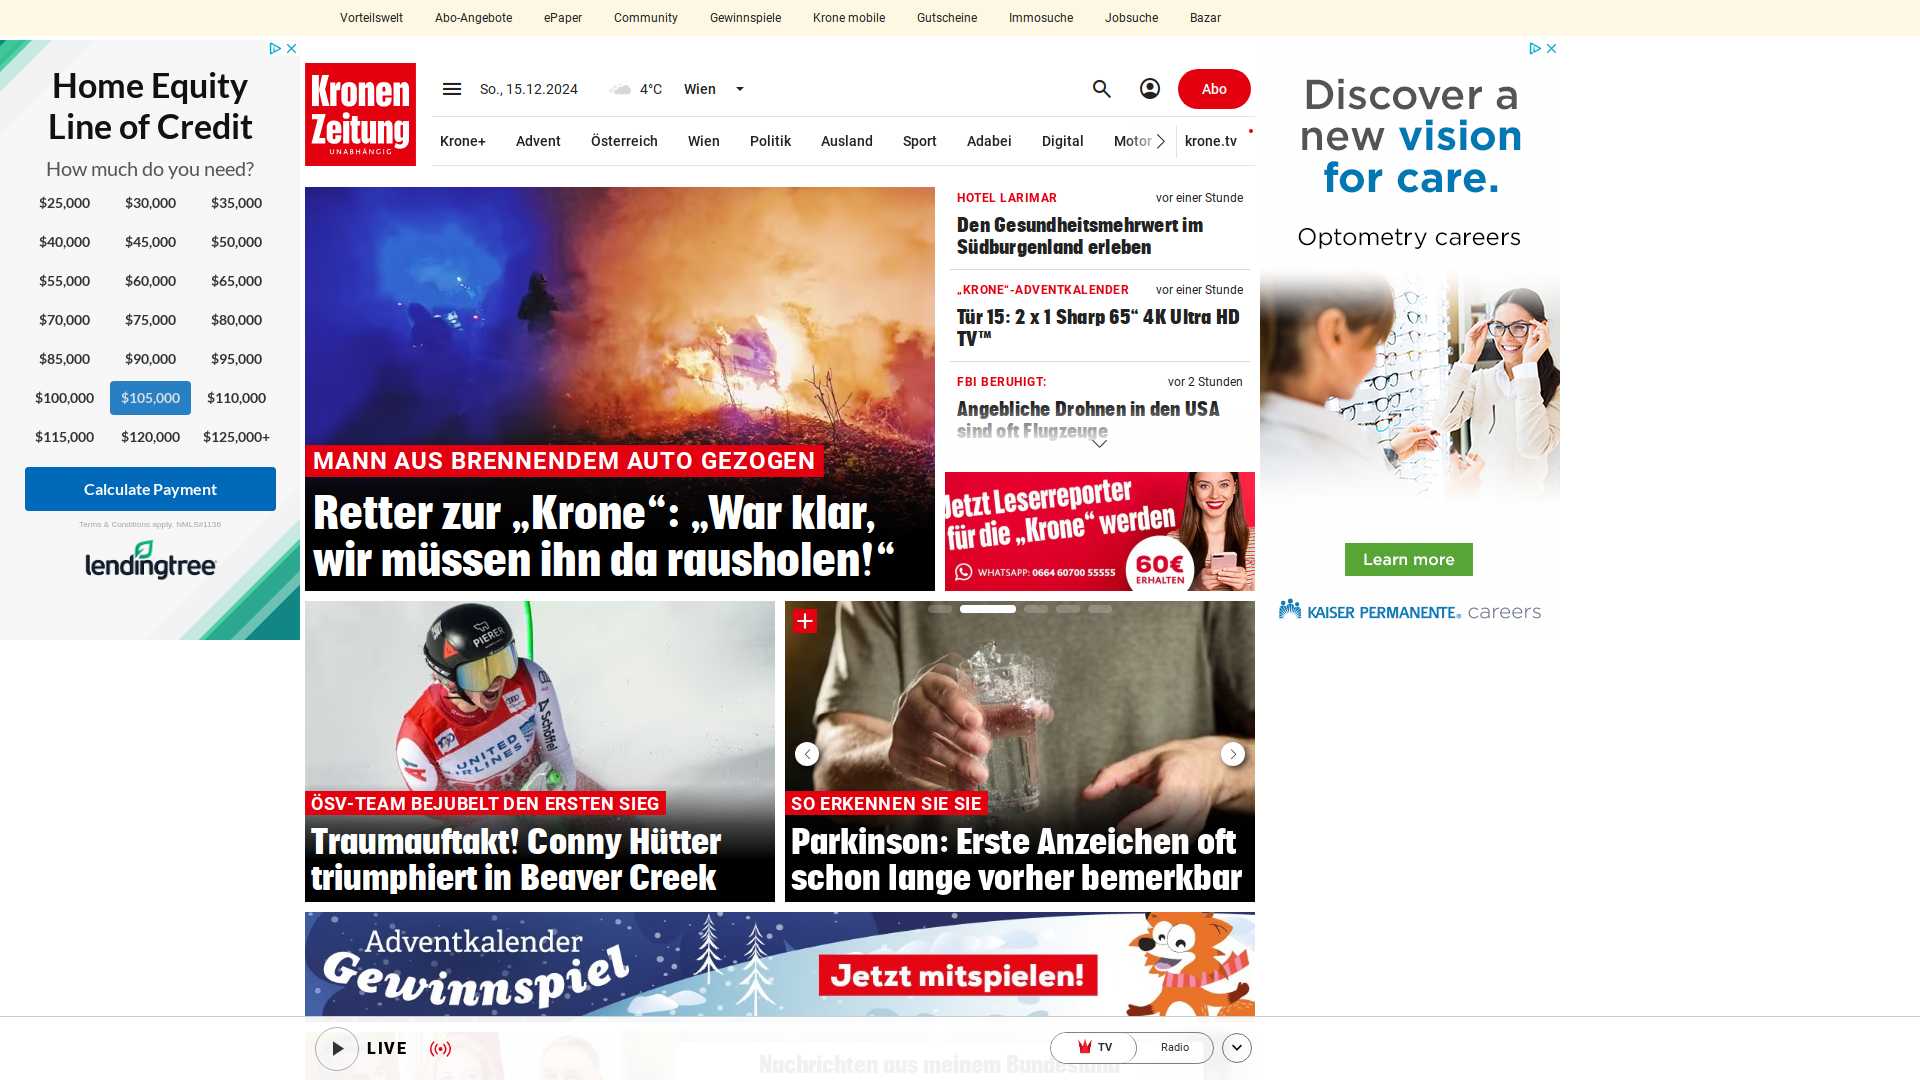 Vorteilswelt Abo-Angebote ePaper Community Gewinnspiele Krone mobile Gutscheine Immosuche Jobsuche Bazar
Home Equity
Line of Credit
How much do you need?
$25,000 $30,000 $35,000
$40,000 $45,000 $50,000
$55,000 $60,000 $65,000
$70,000 $75,000 $80,000
$85,000 $90,000 $95,000
$100,000 $105,000 $110,000
$115,000 $120,000 $125,000+
Calculate Payment
Terms & Conditions apply. NMLS#1136
lendingtree
Kronen
Zeitung
UNABHÄNGIG
So., 15.12.2024 4°C Wien
Abo
Krone+ Advent Österreich Wien Politik Ausland Sport Adabei Digital Motor krone.tv
MANN AUS BRENNENDEM AUTO GEZOGEN
Retter zur „Krone“: „War klar,
wir müssen ihn da rausholen!“
HOTEL LARIMAR vor einer Stunde
Den Gesundheitsmehrwert im
Südburgenland erleben
„KRONE“-ADVENTKALENDER vor einer Stunde
Tür 15: 2 x 1 Sharp 65“ 4K Ultra HD
TV™
FBI BERUHIGT: vor 2 Stunden
Angebliche Drohnen in den USA
sind oft Flugzeuge
Jetzt Leserreporter
für die „Krone“ werden
WHATSAPP: 0664 60700 55555
60€
ERHALTEN
PIERER
UNITED
AIRLINES
A1
Schöffel
ÖSV-TEAM BEJUBELT DEN ERSTEN SIEG
Traumauftakt! Conny Hütter
triumphiert in Beaver Creek
SO ERKENNEN SIE SIE
Parkinson: Erste Anzeichen oft
schon lange vorher bemerkbar
Adventkalender
Gewinnspiel
Jetzt mitspielen!
LIVE
Nachrichten aus meinem Bundesland
TV Radio
Discover a
new vision
for care.
Optometry careers
Learn more
KAISER PERMANENTE® careers